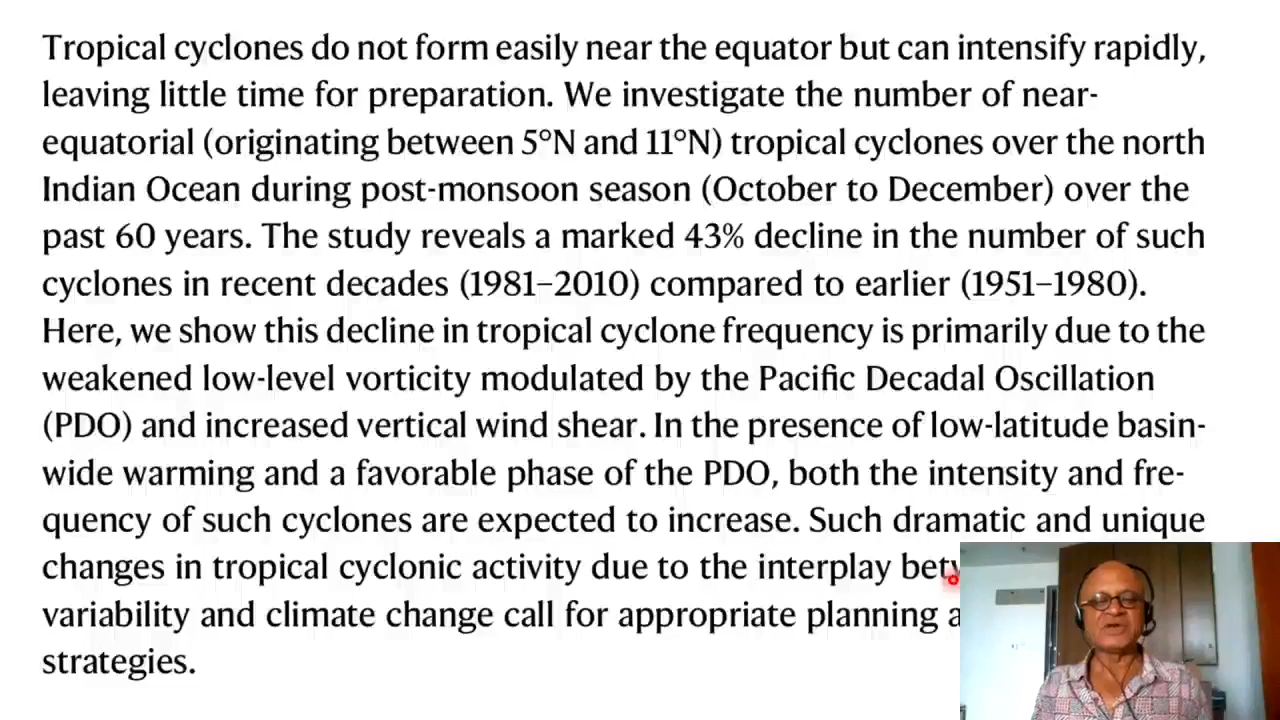 Tropical cyclones do not form easily near the equator but can intensify rapidly,
leaving little time for preparation. We investigate the number of near-
equatorial (originating between 5°N and 11°N) tropical cyclones over the north
Indian Ocean during post-monsoon season (October to December) over the
past 60 years. The study reveals a marked 43% decline in the number of such
cyclones in recent decades (1981–2010) compared to earlier (1951–1980).
Here, we show this decline in tropical cyclone frequency is primarily due to the
weakened low-level vorticity modulated by the Pacific Decadal Oscillation
(PDO) and increased vertical wind shear. In the presence of low-latitude basin-
wide warming and a favorable phase of the PDO, both the intensity and fre-
quency of such cyclones are expected to increase. Such dramatic and unique
changes in tropical cyclonic activity due to the interplay
variability and climate change call for appropriate planning
strategies.